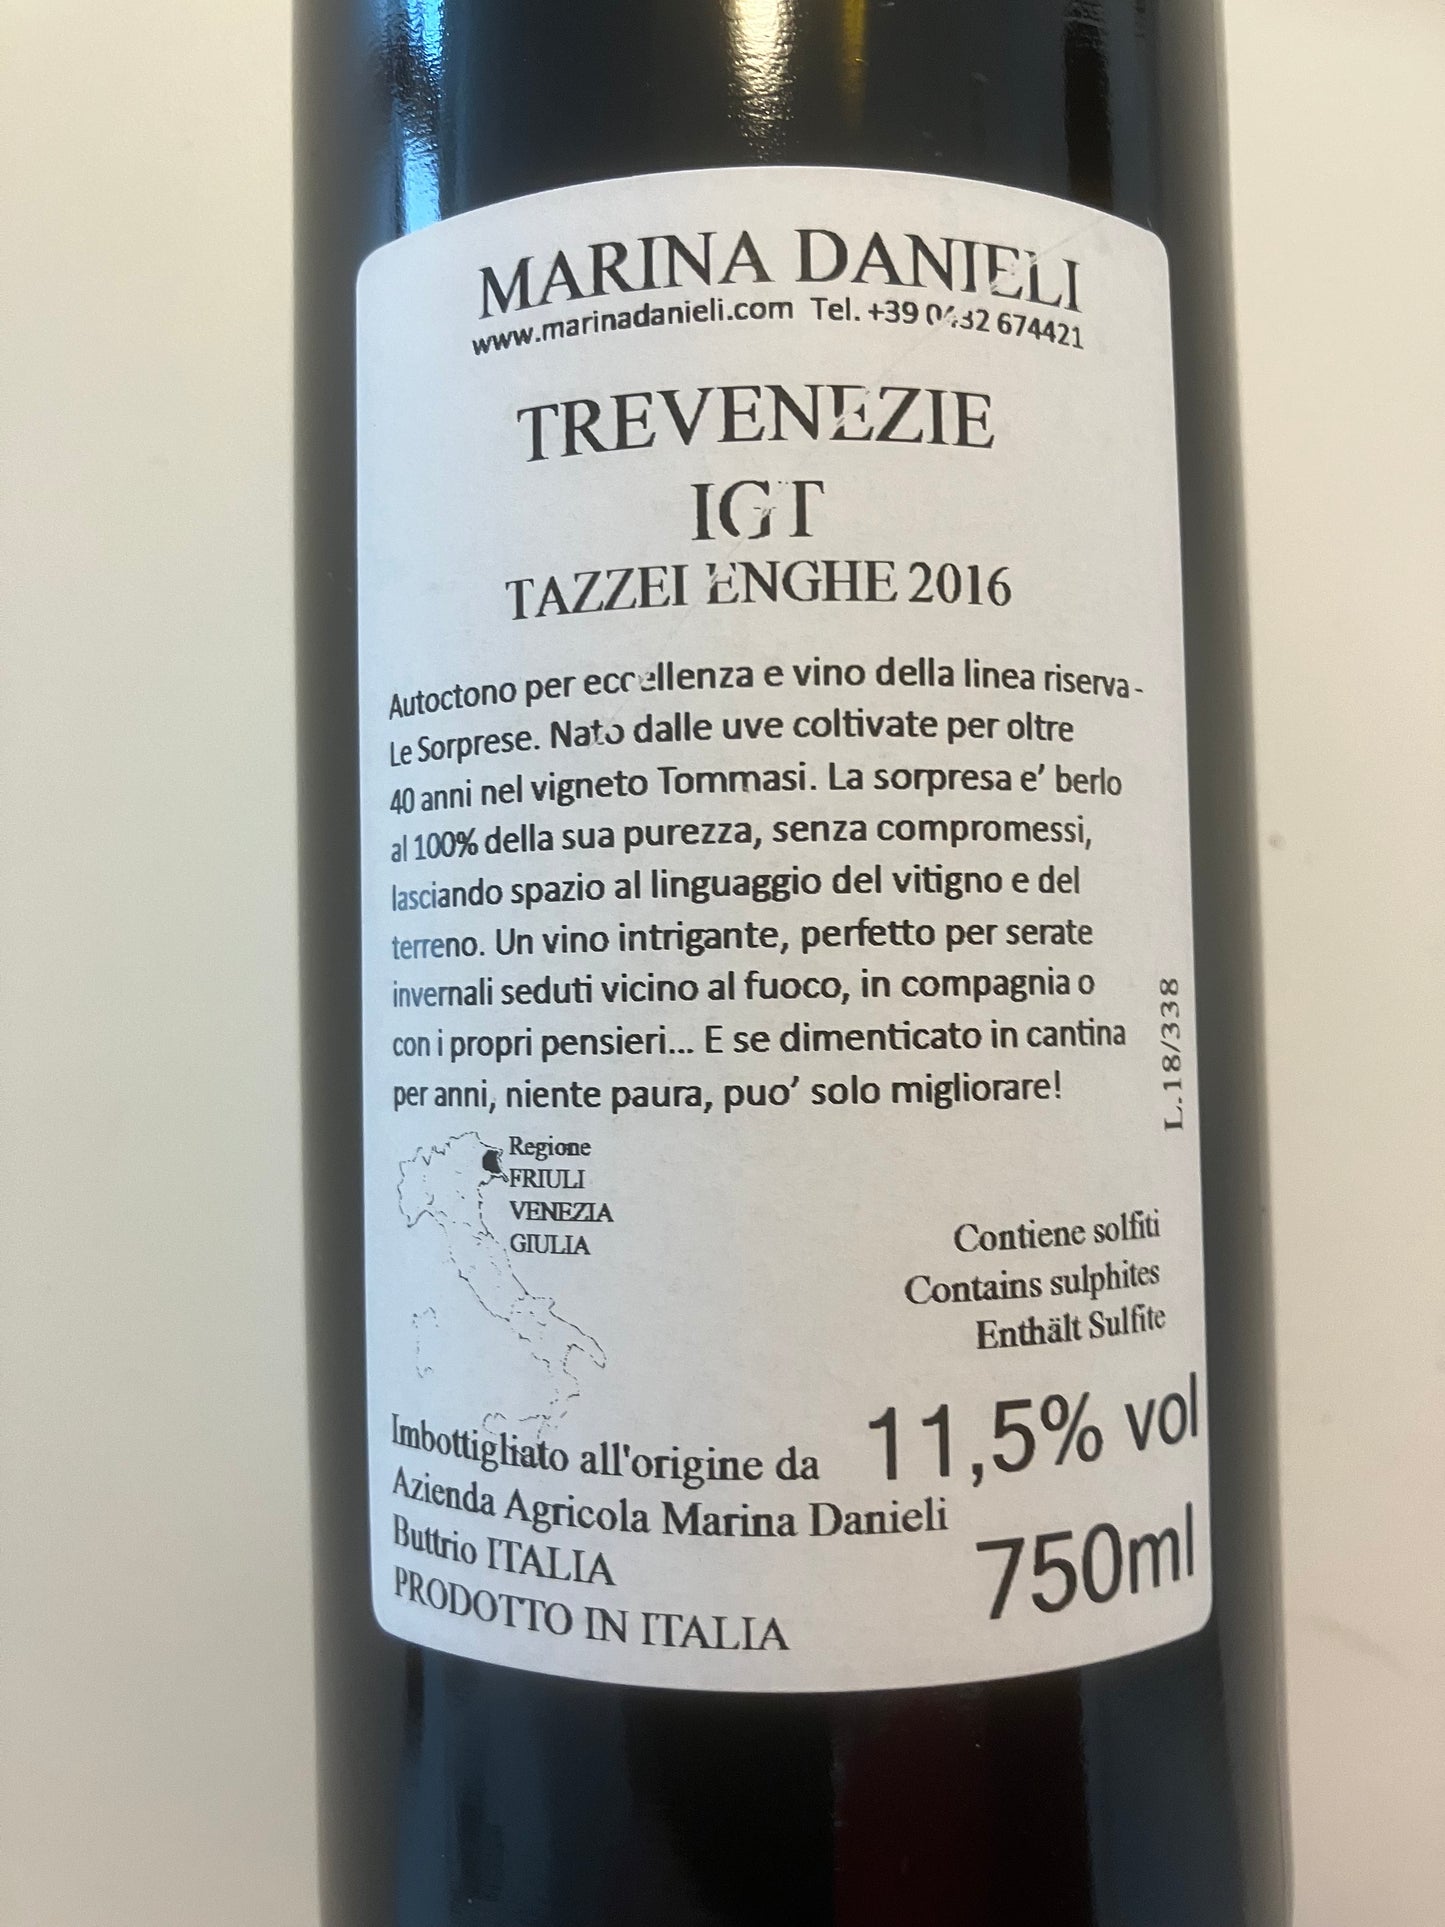 MARINA DANIELI
www.marinadanieli.com Tel. +39 0432 674421
TREVENEZIE
IGT
TAZZELENGHE 2016
Autoctono per eccellenza e vino della linea riserva -
Le Sorprese. Nato dalle uve coltivate per oltre
40 anni nel vigneto Tommasi. La sorpresa e’ berlo
al 100% della sua purezza, senza compromessi,
lasciando spazio al linguaggio del vitigno e del
terreno. Un vino intrigante, perfetto per serate
invernali seduti vicino al fuoco, in compagnia o
con i propri pensieri... E se dimenticato in cantina
per anni, niente paura, puo’ solo migliorare!
L.18/338
Regione
FRIULI
VENEZIA
GIULIA
Contiene solfiti
Contains sulphites
Enthält Sulfite
Imbottigliato all'origine da
Azienda Agricola Marina Danieli
Buttrio ITALIA
PRODOTTO IN ITALIA
11,5% vol
750ml